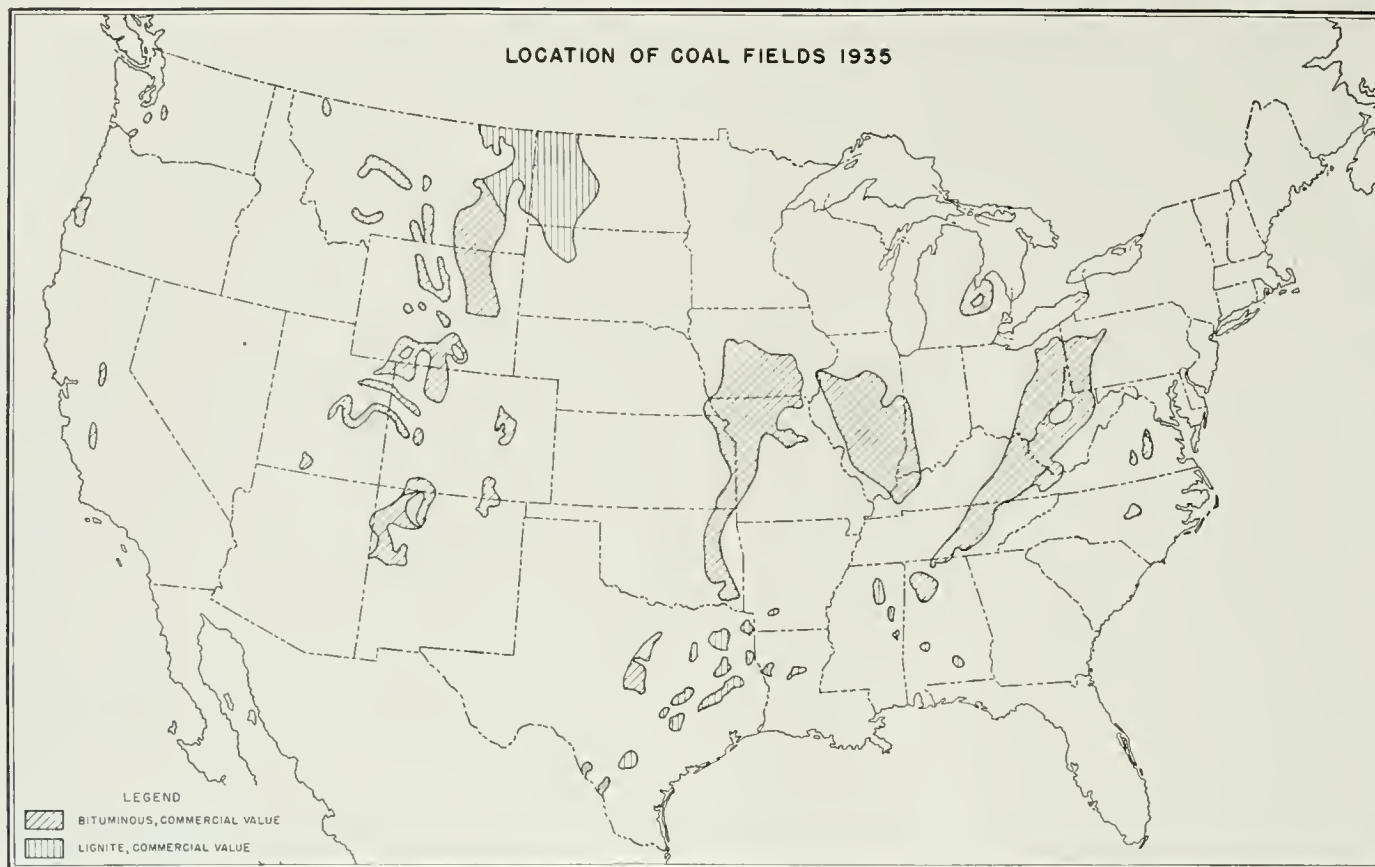 LOCATION OF COAL FIELDS 1935
LEGEND
BITUMINOUS, COMMERCIAL VALUE
LIGNITE, COMMERCIAL VALUE